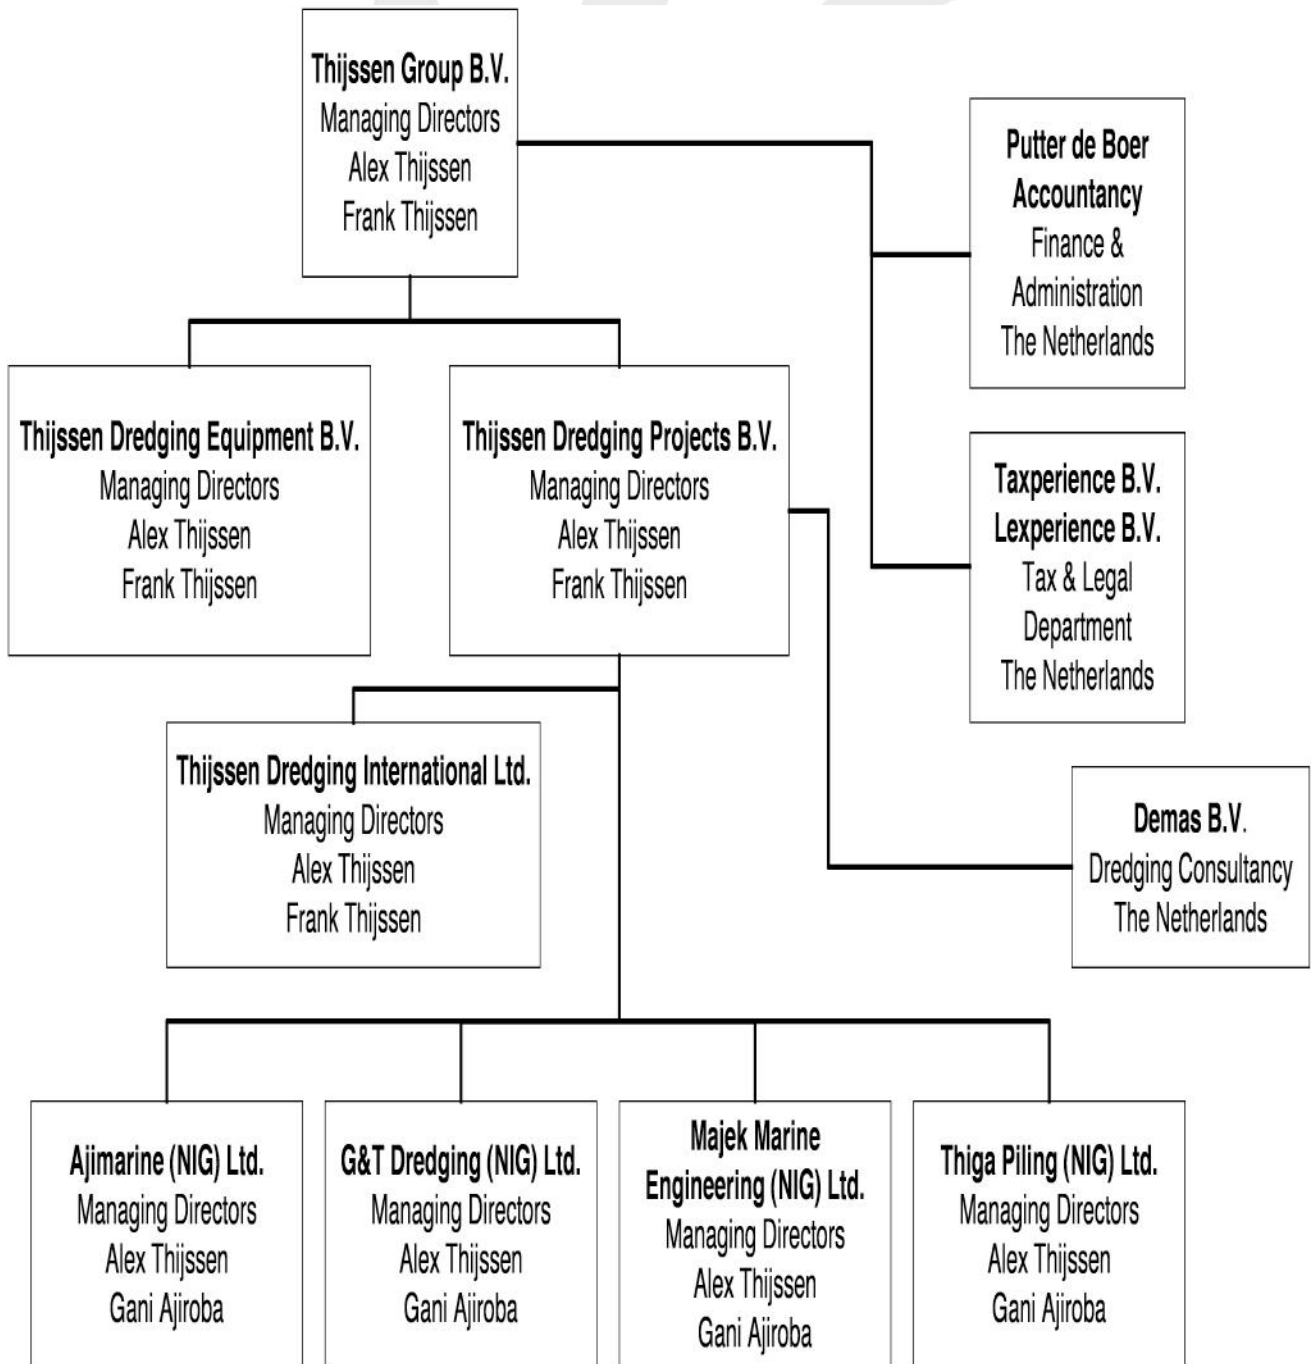 Thijssen Group B.V.
Managing Directors
Alex Thijssen
Frank Thijssen
Putter de Boer
Accountancy
Finance &
Administration
The Netherlands
Thijssen Dredging Equipment B.V.
Managing Directors
Alex Thijssen
Frank Thijssen
Thijssen Dredging Projects B.V.
Managing Directors
Alex Thijssen
Frank Thijssen
Taxperience B.V.
Lexperience B.V.
Tax & Legal
Department
The Netherlands
Thijssen Dredging International Ltd.
Managing Directors
Alex Thijssen
Frank Thijssen
Demas B.V.
Dredging Consultancy
The Netherlands
Ajimarine (NIG) Ltd.
Managing Directors
Alex Thijssen
Gani Ajiroba
G&T Dredging (NIG) Ltd.
Managing Directors
Alex Thijssen
Gani Ajiroba
Majek Marine
Engineering (NIG) Ltd.
Managing Directors
Alex Thijssen
Gani Ajiroba
Thiga Piling (NIG) Ltd.
Managing Directors
Alex Thijssen
Gani Ajiroba